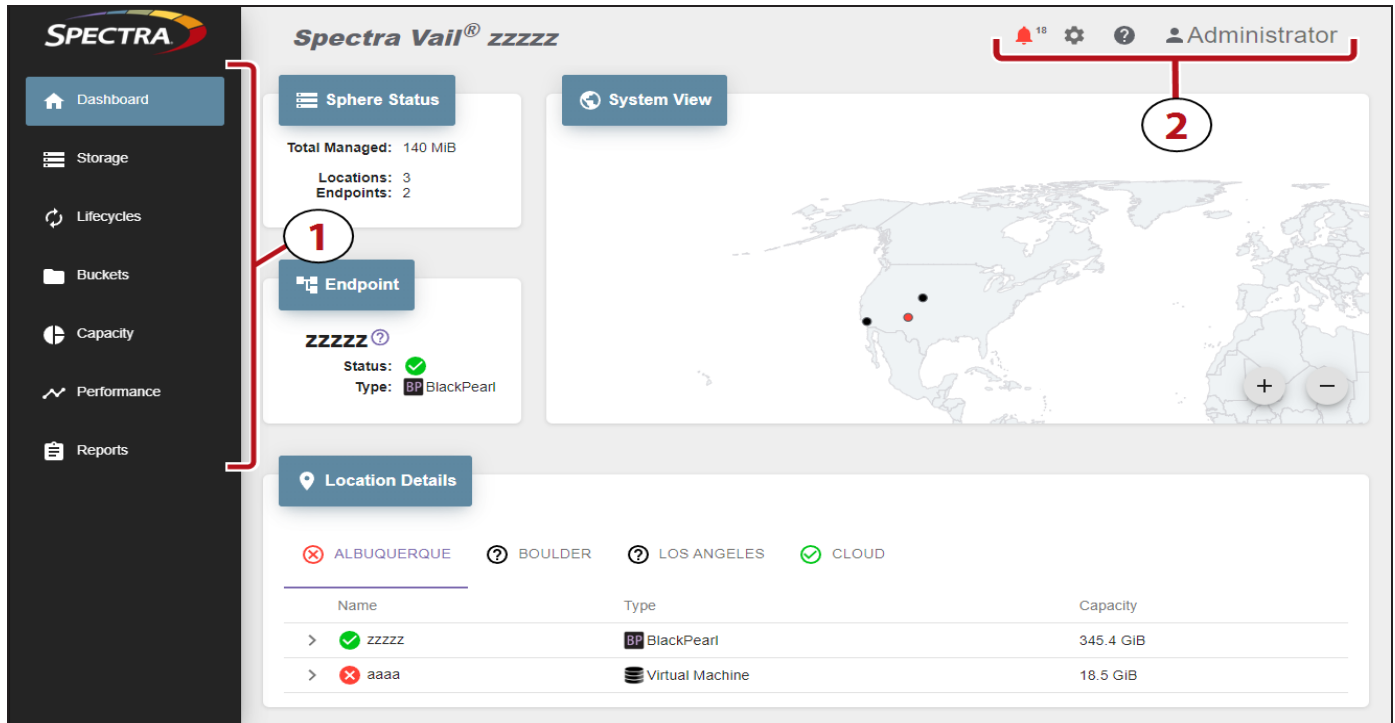 SPECTRA
Spectra Vail® zzzzz
18
Administrator
2
Dashboard
Storage
Lifecycles
Buckets
Capacity
Performance
Reports
1
Sphere Status
Total Managed: 140 MiB
Locations: 3
Endpoints: 2
System View
+ −
Endpoint
zzzzz
Status:
Type: BP BlackPearl
Location Details
ALBUQUERQUE BOULDER LOS ANGELES CLOUD
Name Type Capacity
zzzzz BP BlackPearl 345.4 GiB
aaaa Virtual Machine 18.5 GiB